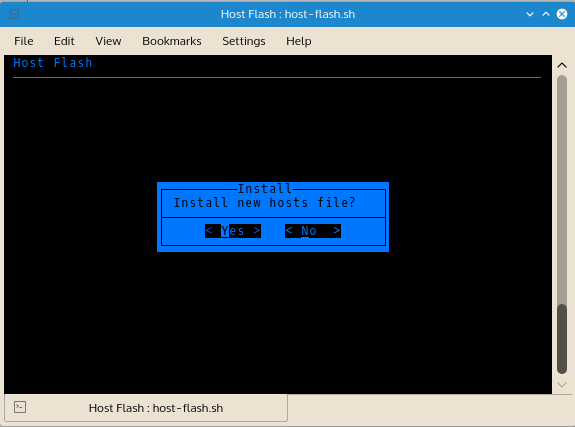 Host Flash : host-flash.sh
File Edit View Bookmarks Settings Help
Host Flash
Install
Install new hosts file?
< Yes > < No >
Host Flash : host-flash.sh